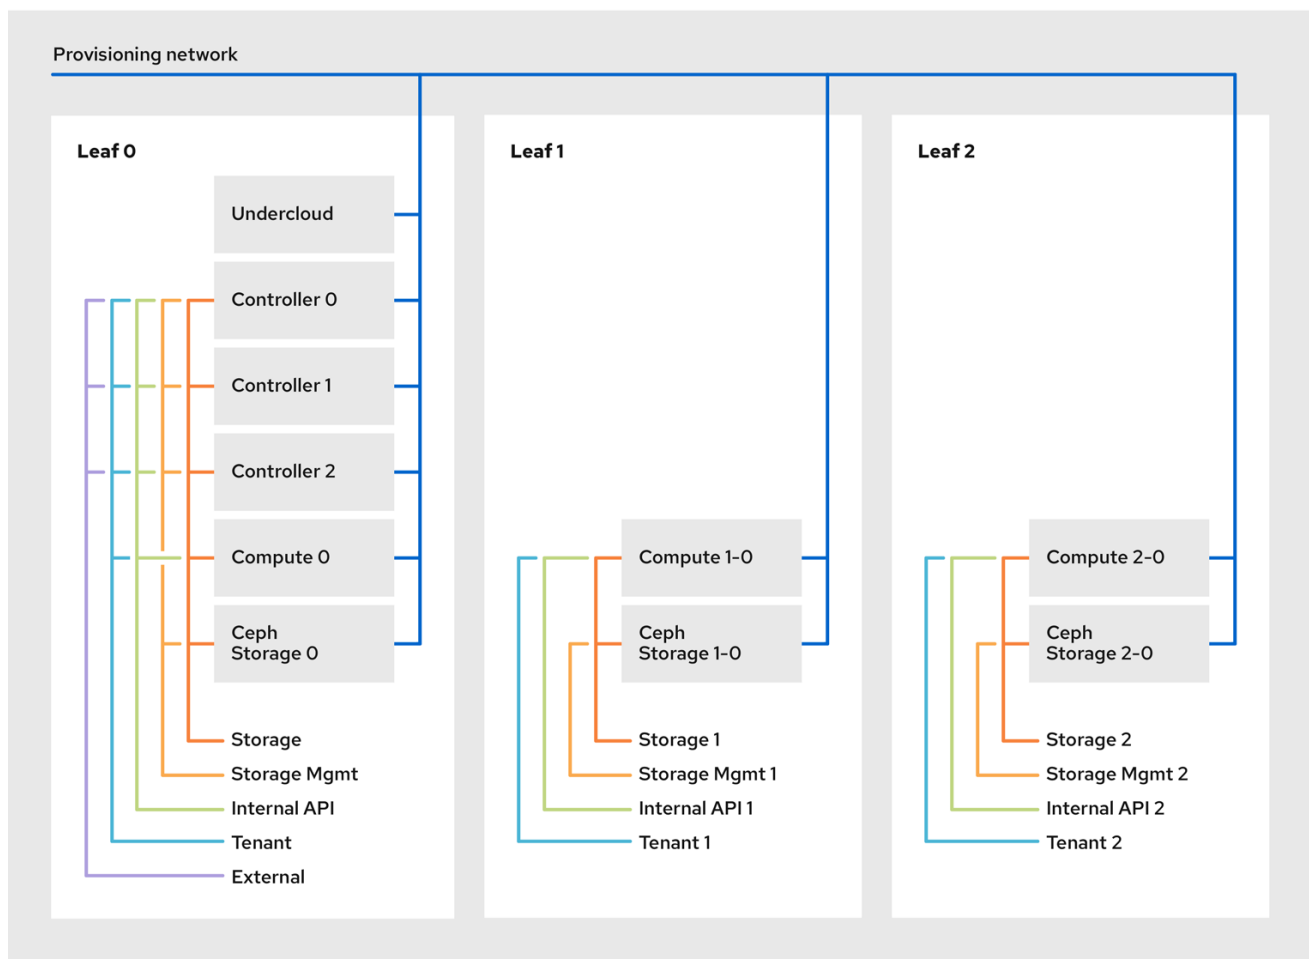 Provisioning network
Leaf 0
Undercloud
Controller 0
Controller 1
Controller 2
Compute 0
Ceph
Storage 0
Storage
Storage Mgmt
Internal API
Tenant
External
Leaf 1
Compute 1-0
Ceph
Storage 1-0
Storage 1
Storage Mgmt 1
Internal API 1
Tenant 1
Leaf 2
Compute 2-0
Ceph
Storage 2-0
Storage 2
Storage Mgmt 2
Internal API 2
Tenant 2